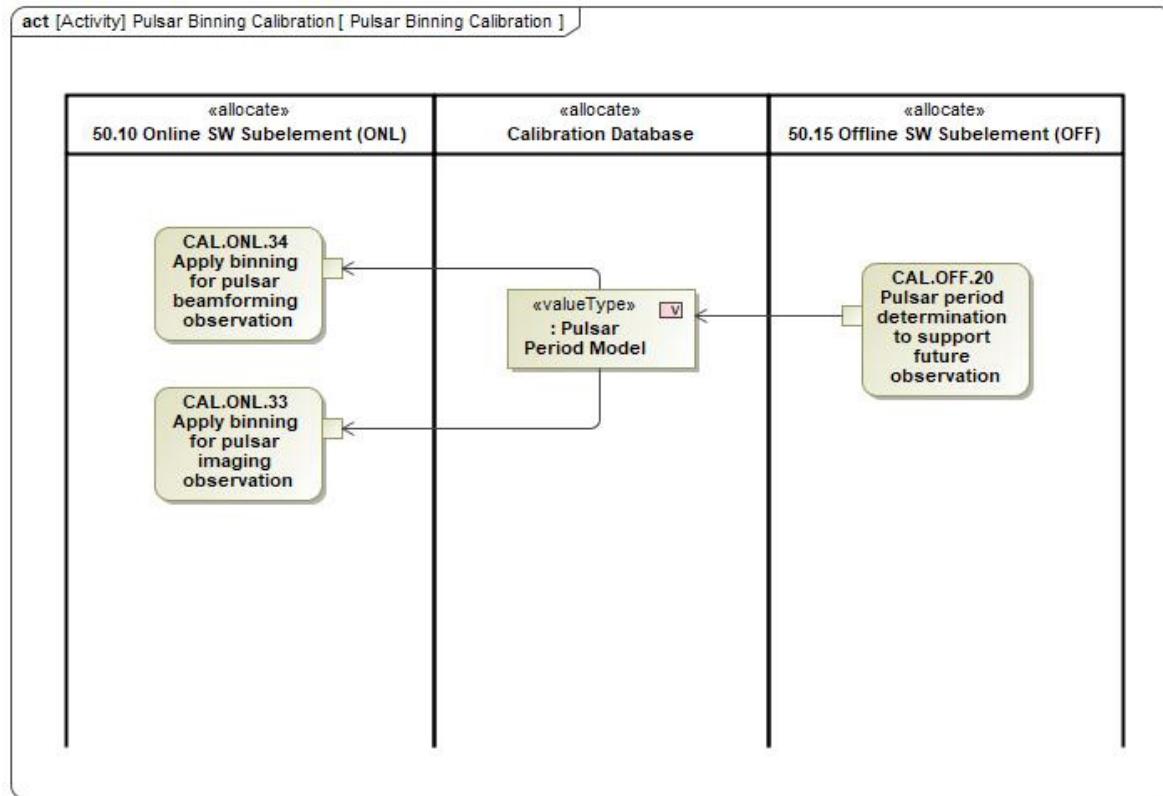 act [Activity] Pulsar Binning Calibration [ Pulsar Binning Calibration ]
«allocate»
50.10 Online SW Subelement (ONL)
«allocate»
Calibration Database
«allocate»
50.15 Offline SW Subelement (OFF)
CAL.ONL.34
Apply binning
for pulsar
beamforming
observation
CAL.ONL.33
Apply binning
for pulsar
imaging
observation
«valueType»
V
: Pulsar
Period Model
CAL.OFF.20
Pulsar period
determination
to support
future
observation